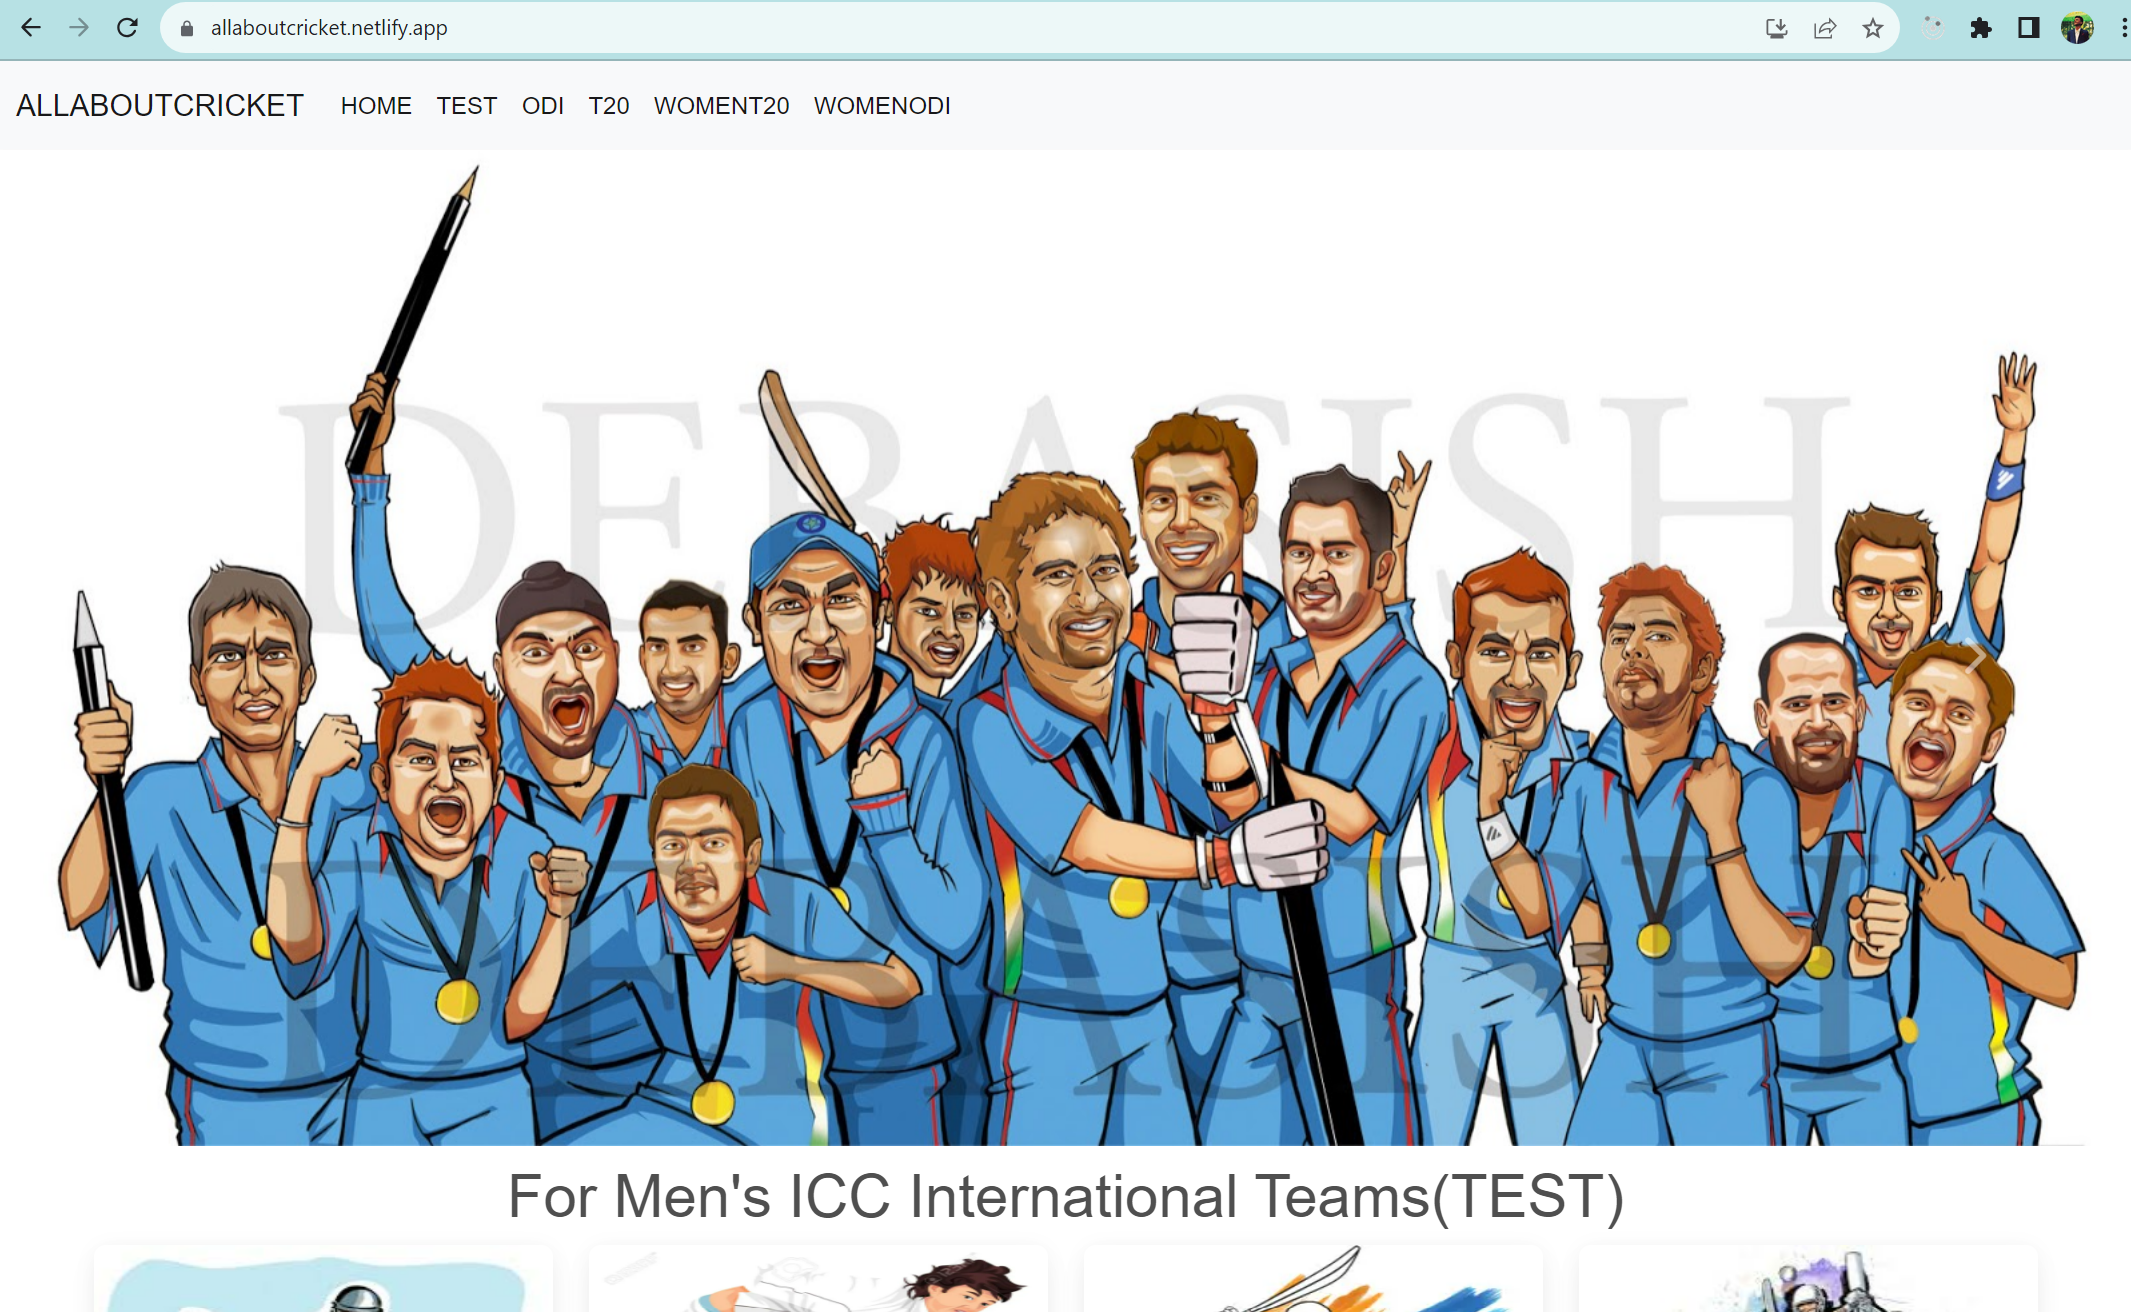 allaboutcricket.netlify.app
ALLABOUTCRICKET HOME TEST ODI T20 WOMENT20 WOMENODI
DEBASISH
DEBASISH
For Men's ICC International Teams(TEST)